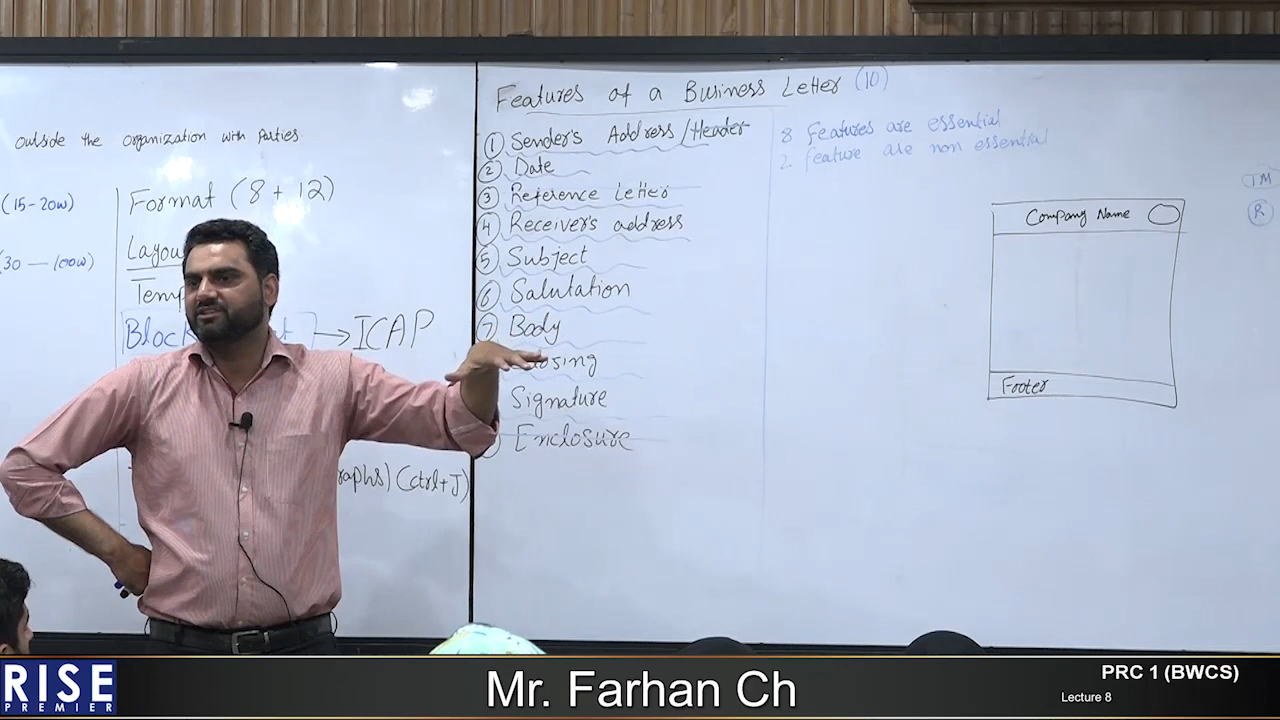 outside the organization with Parties
(15-20w)
(30 — 100w)
Format (8 + 12)
Layou
Temp
Block
→ ICAP
raphs) (ctrl+J)
Features of a Business Letter (10)
① Sender's Address/Header
② Date
③ Reference Letter
④ Receiver's address
⑤ Subject
⑥ Salutation
⑦ Body
losing
Signature
Enclosure
8 Features are essential
2 feature are non essential
Company Name
Footer
TM
R
RISE
PREMIER
Mr. Farhan Ch
PRC 1 (BWCS)
Lecture 8